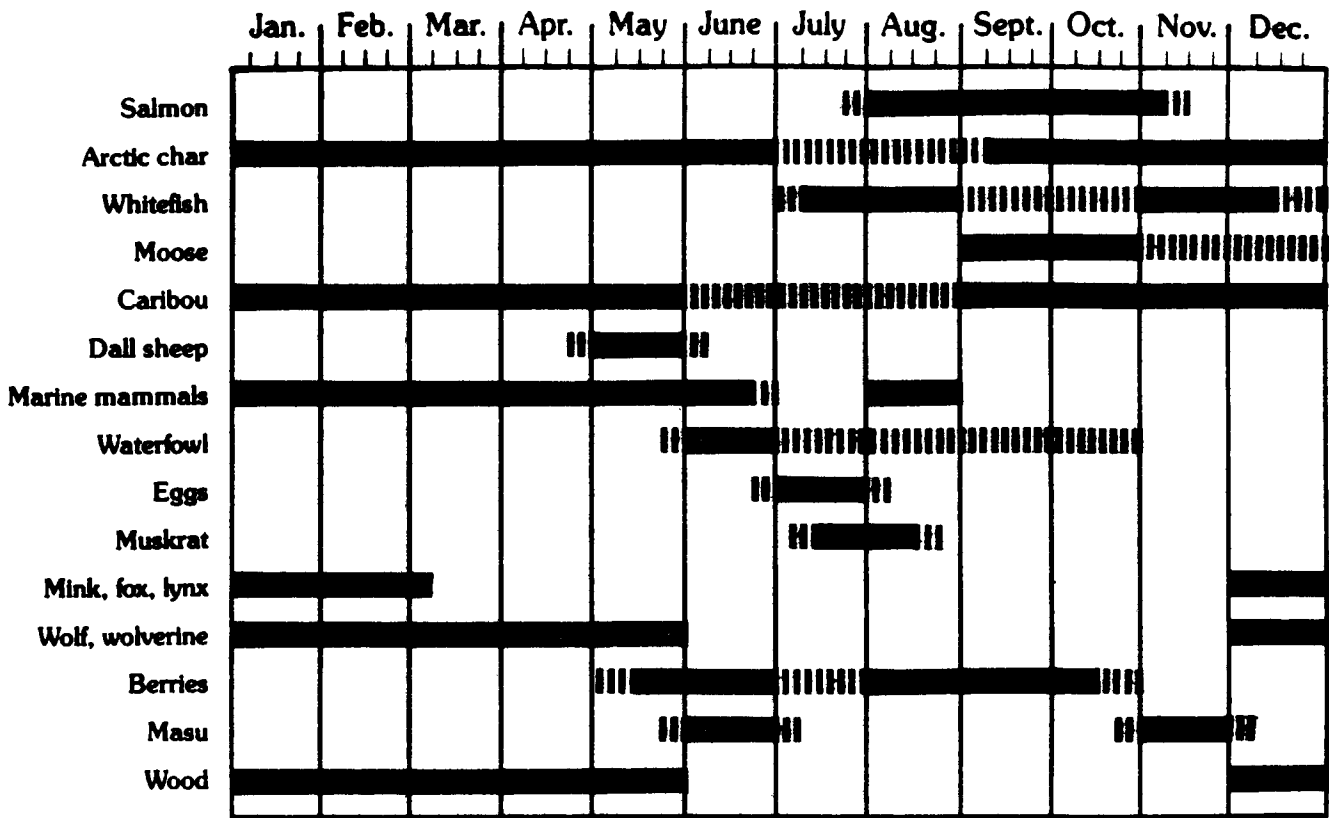 Jan. Feb. Mar. Apr. May June July Aug. Sept. Oct. Nov. Dec.
Salmon
Arctic char
Whitefish
Moose
Caribou
Dall sheep
Marine mammals
Waterfowl
Eggs
Muskrat
Mink, fox, lynx
Wolf, wolverine
Berries
Masu
Wood